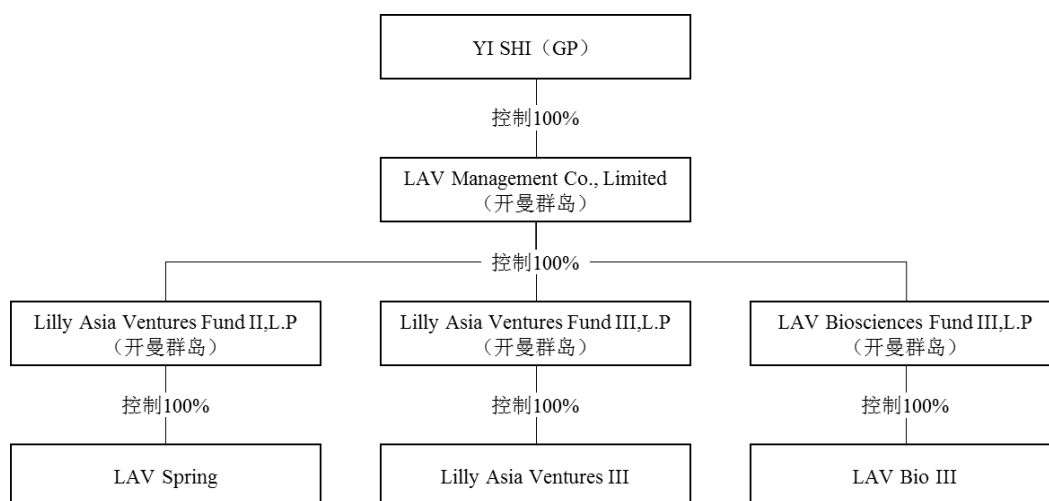 YI SHI（GP）
控制100%
LAV Management Co., Limited
（开曼群岛）
控制100%
Lilly Asia Ventures Fund II,L.P
（开曼群岛）
Lilly Asia Ventures Fund III,L.P
（开曼群岛）
LAV Biosciences Fund III,L.P
（开曼群岛）
控制100%
控制100%
控制100%
LAV Spring
Lilly Asia Ventures III
LAV Bio III